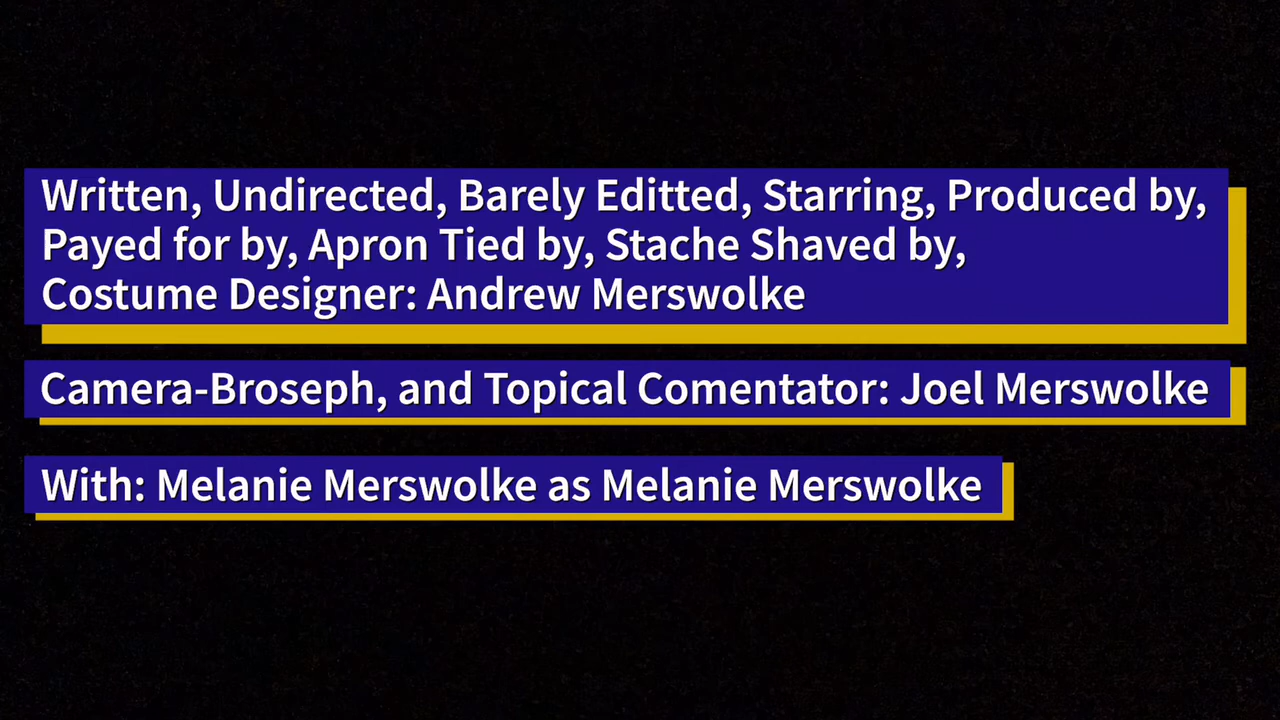 Written, Undirected, Barely Editted, Starring, Produced by,
Payed for by, Apron Tied by, Stache Shaved by,
Costume Designer: Andrew Merswolke
Camera-Broseph, and Topical Comentator: Joel Merswolke
With: Melanie Merswolke as Melanie Merswolke